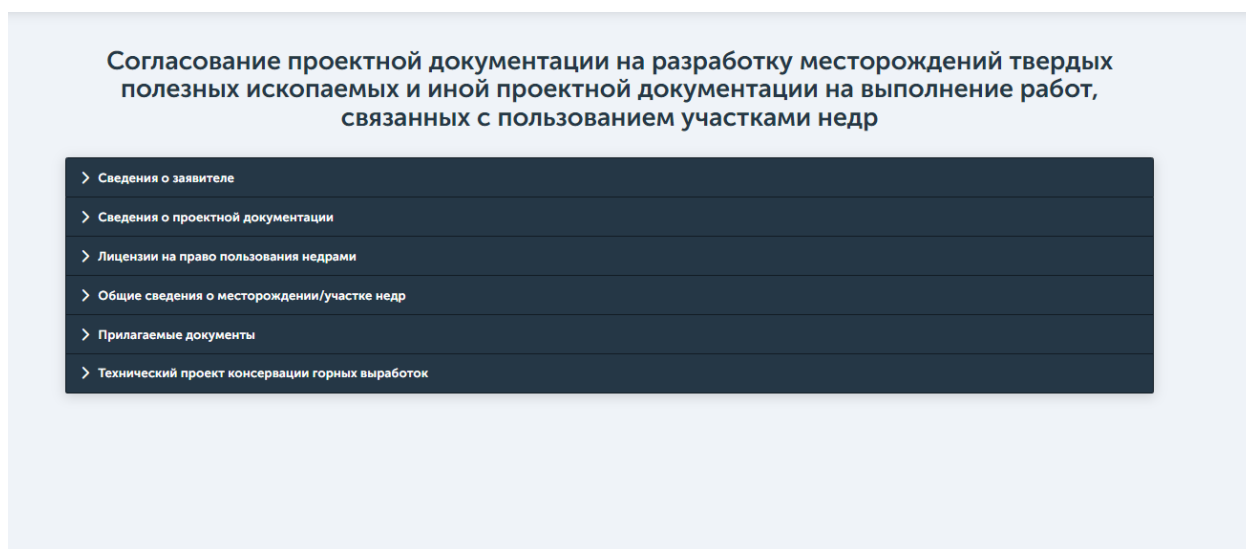 Согласование проектной документации на разработку месторождений твердых
полезных ископаемых и иной проектной документации на выполнение работ,
связанных с пользованием участками недр
Сведения о заявителе
Сведения о проектной документации
Лицензии на право пользования недрами
Общие сведения о месторождении/участке недр
Прилагаемые документы
Технический проект консервации горных выработок